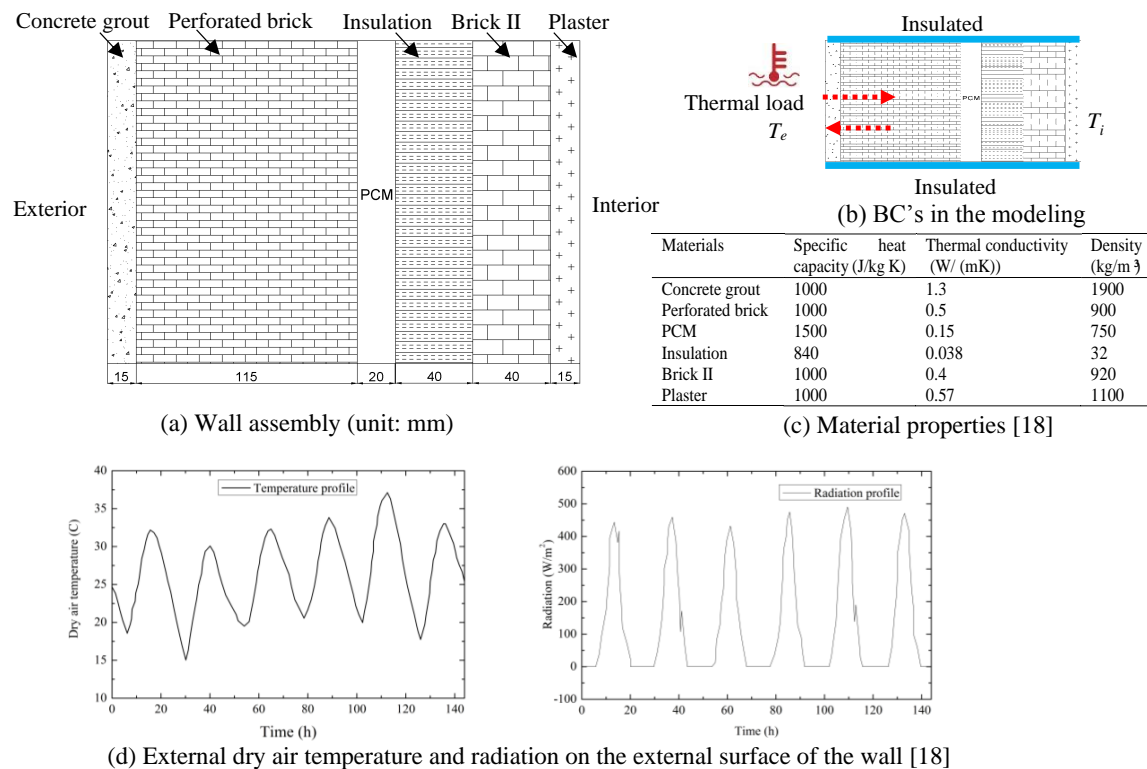 Concrete grout
Perforated brick
Insulation
Brick II
Plaster
Exterior
PCM
Interior
15
115
20
40
40
15
(a) Wall assembly (unit: mm)
Insulated
Thermal load
Te
PCM
Ti
Insulated
(b) BC's in the modeling
Materials Specific heat capacity (J/kg K) Thermal conductivity (W/ (mK)) Density (kg/m³)
Concrete grout 1000 1.3 1900
Perforated brick 1000 0.5 900
PCM 1500 0.15 750
Insulation 840 0.038 32
Brick II 1000 0.4 920
Plaster 1000 0.57 1100
(c) Material properties [18]
Temperature profile
Dry air temperature (C)
40
35
30
25
20
15
10
0 20 40 60 80 100 120 140
Time (h)
Radiation profile
Radiation (W/m²)
600
500
400
300
200
100
0
-100
0 20 40 60 80 100 120 140
Time (h)
(d) External dry air temperature and radiation on the external surface of the wall [18]